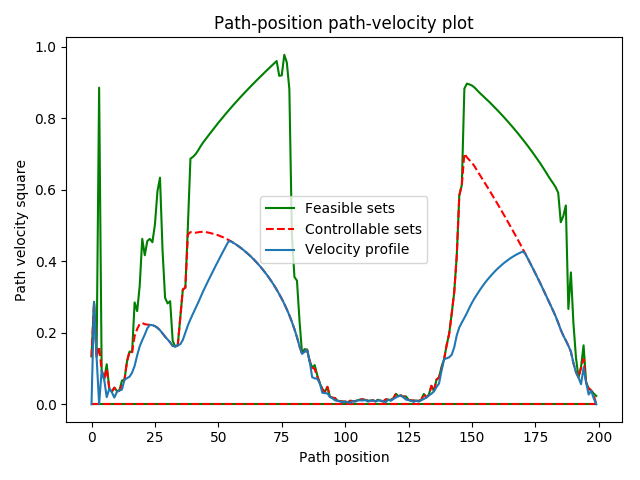 Path-position path-velocity plot
Path velocity square
1.0
0.8
0.6
0.4
0.2
0.0
Feasible sets
Controllable sets
Velocity profile
0 25 50 75 100 125 150 175 200
Path position